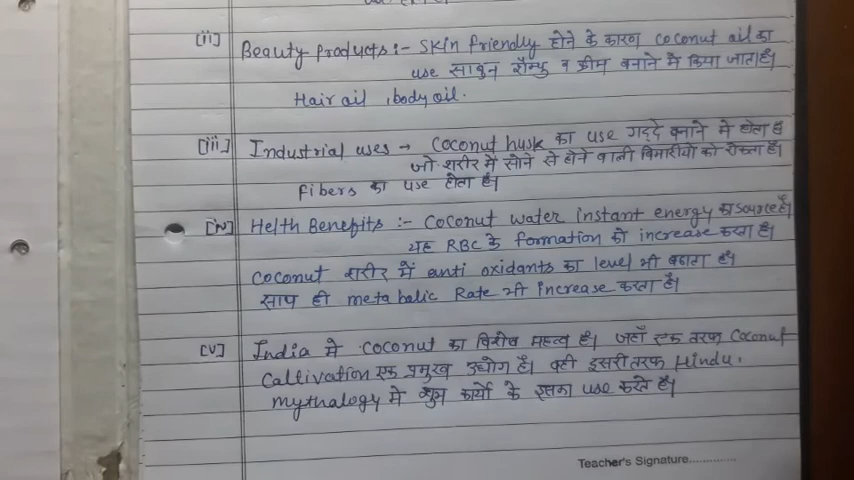 [ii] Beauty Products:- Skin friendly होने के कारण coconut oil का
use साबुन शैम्पु व क्रीम बनाने मे किया जाता है।
Hair oil , body oil.
[iii] Industrial uses → Coconut husk का use गद्दे बनाने मे होता है
जो शरीर में सोने से होने वाली बिमारीयो को रोकता है।
fibers का use होता है।
[iv] Helth Benefits :- Coconut water instant energy का source है।
यह RBC के formation को increase करता है।
Coconut शरीर में anti oxidants का level भी बढाता है।
साथ ही metabolic Rate भी increase करता है।
[v] India मे coconut का विशेष महत्व है। जहाँ एक तरफ Coconut
Caltivation एक प्रमुख उद्योग है। वही दुसरी तरफ Hindu.
mythalogy मे शुभ कार्यो के इसका use करते है।
Teacher's Signature.............